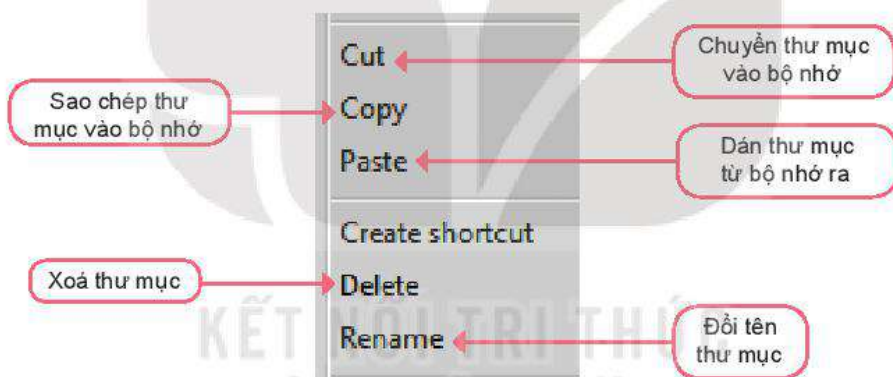 Cut
Chuyển thư mục
vào bộ nhớ
Sao chép thư
mục vào bộ nhớ
Copy
Paste
Dán thư mục
từ bộ nhớ ra
Create shortcut
Xoá thư mục
Delete
Rename
Đổi tên
thư mục
KẾT NỐI TRI THỨC